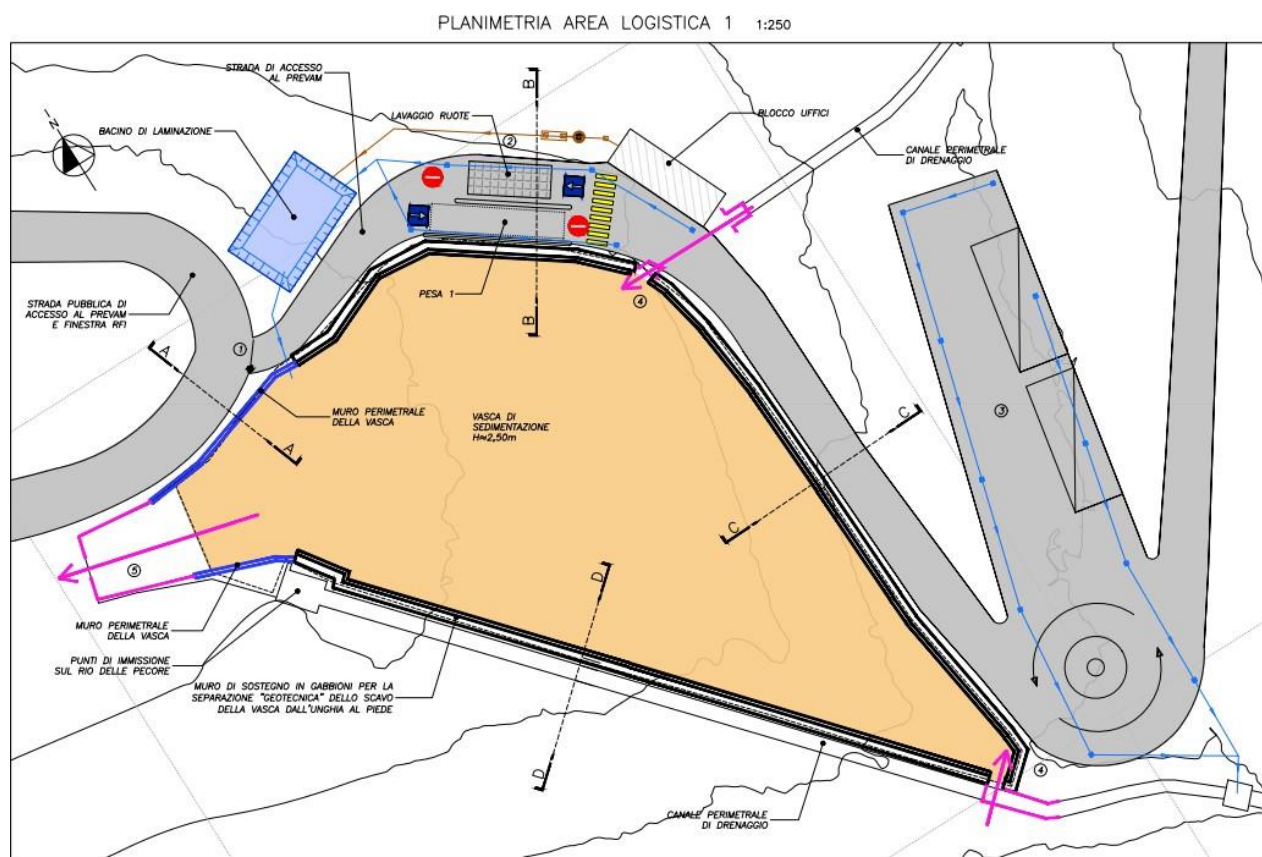 PLANIMETRIA AREA LOGISTICA 1 1:250
STRADA DI ACCESSO
AL PREVAM
B
LAVAGGIO RUOTE
2
BLOCCO UFFICI
N
BACINO DI LAMINAZIONE
CANALE PERIMETRALE
DI DRENAGGIO
STRADA PUBBLICA DI
ACCESSO AL PREVAM
E FINESTRA RFI
PESA 1
4
B
1
A
MURO PERIMETRALE
DELLA VASCA
VASCA DI
SEDIMENTAZIONE
H≈2,50m
C
3
A
C
5
D
MURO PERIMETRALE
DELLA VASCA
PUNTI DI IMMISSIONE
SUL RIO DELLE PECORE
MURO DI SOSTEGNO IN GABBIONI PER LA
SEPARAZIONE "GEOTECNICA" DELLO SCAVO
DELLA VASCA DALL'UNGHIA AL PIEDE
D
4
CANALE PERIMETRALE
DI DRENAGGIO